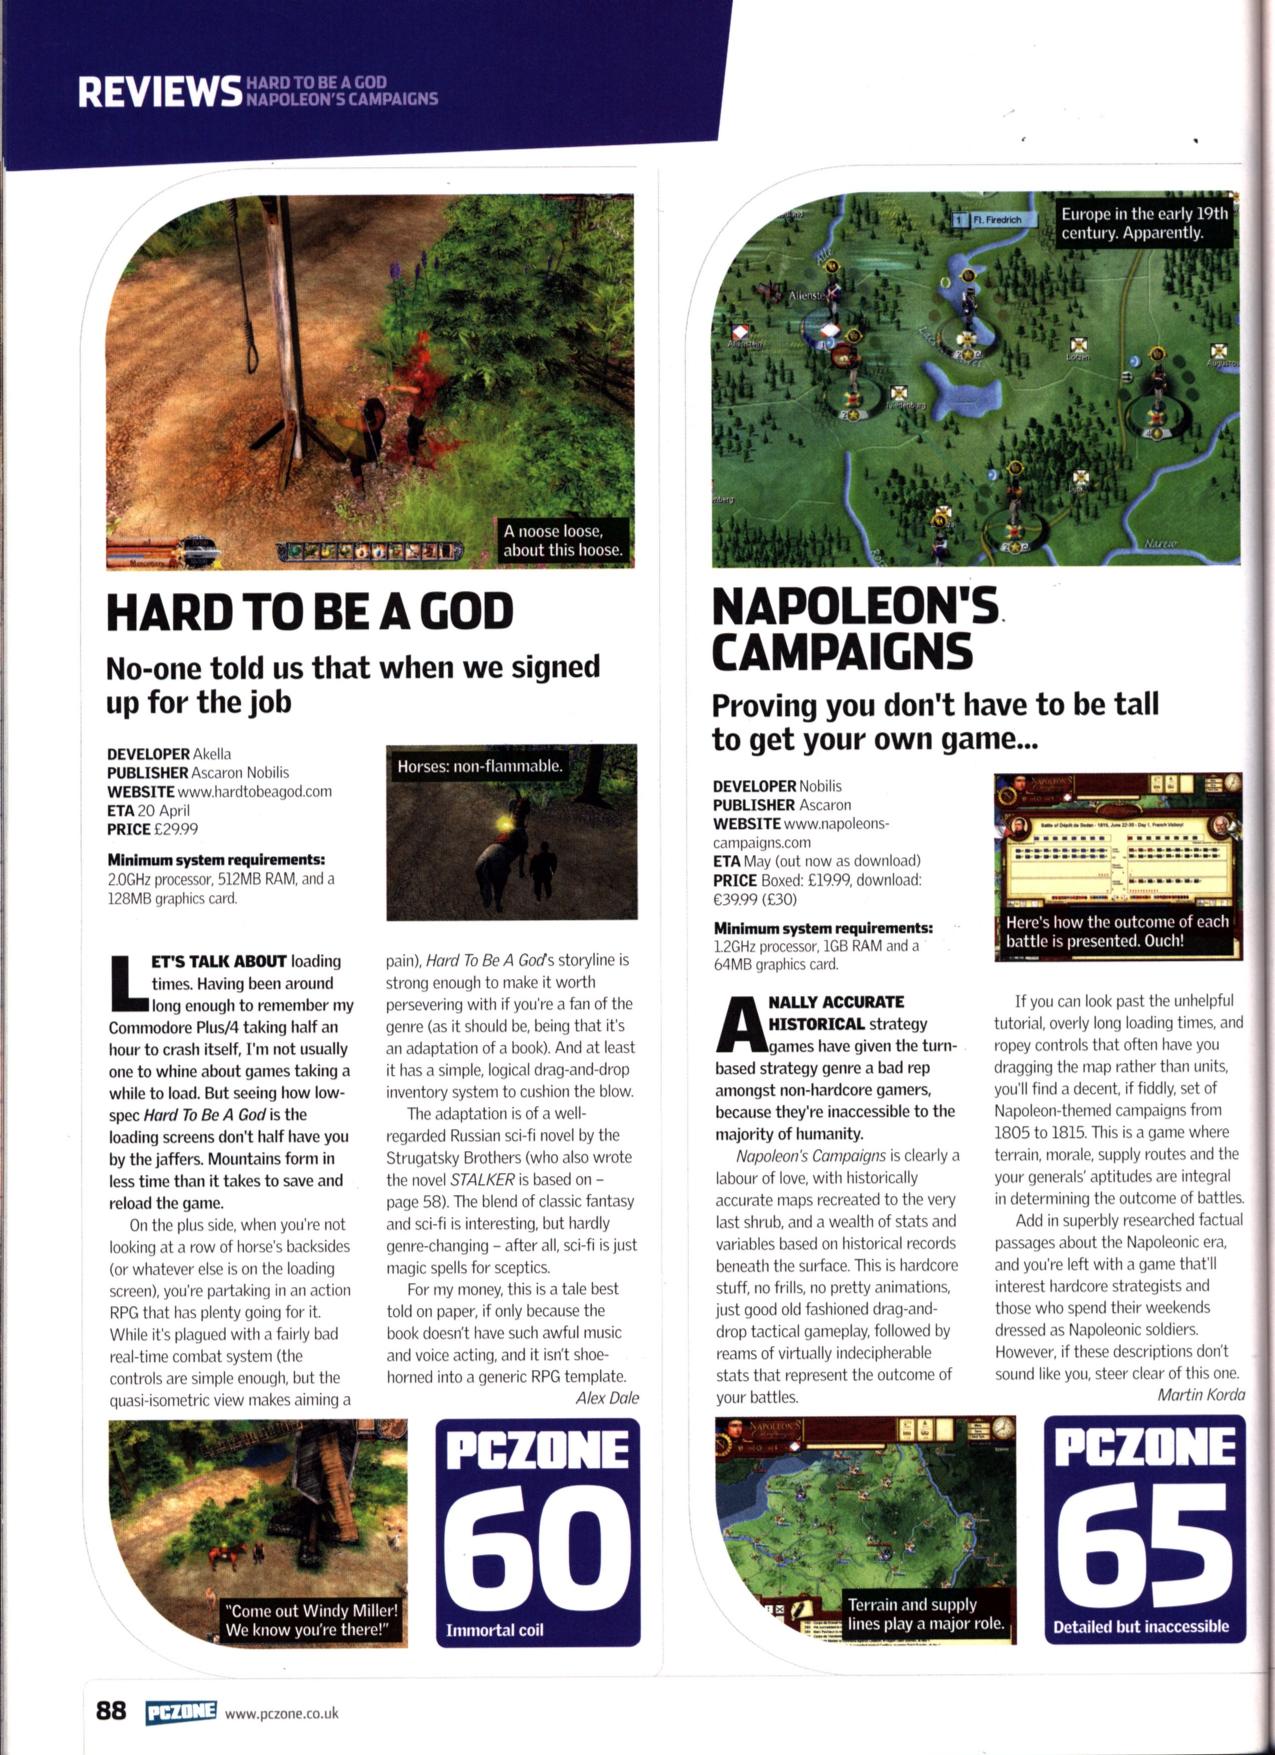 REVIEWS HARD TO BE A GOD
NAPOLEON'S CAMPAIGNS
A noose loose,
about this hoose.
HARD TO BE A GOD
No-one told us that when we signed
up for the job
DEVELOPER Akella
PUBLISHER Ascaron Nobilis
WEBSITE www.hardtobeagod.com
ETA 20 April
PRICE £29.99
Minimum system requirements:
2.0GHz processor, 512MB RAM, and a
128MB graphics card.
Horses: non-flammable.
LET'S TALK ABOUT loading
times. Having been around
long enough to remember my
Commodore Plus/4 taking half an
hour to crash itself, I'm not usually
one to whine about games taking a
while to load. But seeing how low-
spec Hard To Be A God is the
loading screens don't half have you
by the jaffers. Mountains form in
less time than it takes to save and
reload the game.
On the plus side, when you're not
looking at a row of horse's backsides
(or whatever else is on the loading
screen), you're partaking in an action
RPG that has plenty going for it.
While it's plagued with a fairly bad
real-time combat system (the
controls are simple enough, but the
quasi-isometric view makes aiming a
pain), Hard To Be A God's storyline is
strong enough to make it worth
persevering with if you're a fan of the
genre (as it should be, being that it's
an adaptation of a book). And at least
it has a simple, logical drag-and-drop
inventory system to cushion the blow.
The adaptation is of a well-
regarded Russian sci-fi novel by the
Strugatsky Brothers (who also wrote
the novel STALKER is based on –
page 58). The blend of classic fantasy
and sci-fi is interesting, but hardly
genre-changing – after all, sci-fi is just
magic spells for sceptics.
For my money, this is a tale best
told on paper, if only because the
book doesn't have such awful music
and voice acting, and it isn't shoe-
horned into a generic RPG template.
Alex Dale
"Come out Windy Miller!
We know you're there!"
PCZONE
60
Immortal coil
1 Ft. Firedrich
Europe in the early 19th
century. Apparently.
Lotzen
Narew
NAPOLEON'S
CAMPAIGNS
Proving you don't have to be tall
to get your own game...
DEVELOPER Nobilis
PUBLISHER Ascaron
WEBSITE www.napoleons-
campaigns.com
ETA May (out now as download)
PRICE Boxed: £19.99, download:
€39.99 (£30)
Minimum system requirements:
1.2GHz processor, 1GB RAM and a
64MB graphics card.
Here's how the outcome of each
battle is presented. Ouch!
ANALLY ACCURATE
HISTORICAL strategy
games have given the turn-
based strategy genre a bad rep
amongst non-hardcore gamers,
because they're inaccessible to the
majority of humanity.
Napoleon's Campaigns is clearly a
labour of love, with historically
accurate maps recreated to the very
last shrub, and a wealth of stats and
variables based on historical records
beneath the surface. This is hardcore
stuff, no frills, no pretty animations,
just good old fashioned drag-and-
drop tactical gameplay, followed by
reams of virtually indecipherable
stats that represent the outcome of
your battles.
If you can look past the unhelpful
tutorial, overly long loading times, and
ropey controls that often have you
dragging the map rather than units,
you'll find a decent, if fiddly, set of
Napoleon-themed campaigns from
1805 to 1815. This is a game where
terrain, morale, supply routes and the
your generals' aptitudes are integral
in determining the outcome of battles.
Add in superbly researched factual
passages about the Napoleonic era,
and you're left with a game that'll
interest hardcore strategists and
those who spend their weekends
dressed as Napoleonic soldiers.
However, if these descriptions don't
sound like you, steer clear of this one.
Martin Korda
Terrain and supply
lines play a major role.
PCZONE
65
Detailed but inaccessible
88 PCZONE www.pczone.co.uk